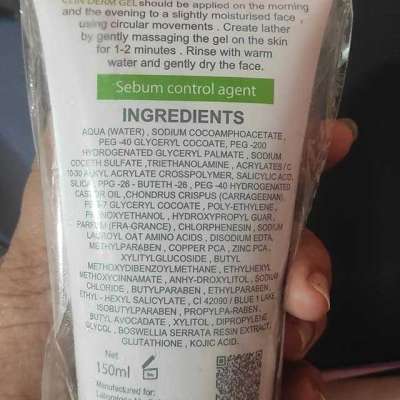 CLIN DERM GEL should be applied on the morning
and the evening to a slightly moisturised face ,
using circular movements . Create lather
by gently massaging the gel on the skin
for 1-2 minutes . Rinse with warm
water and gently dry the face.
Sebum control agent
INGREDIENTS
AQUA (WATER) , SODIUM COCOAMPHOACETATE ,
PEG -40 GLYCERYL COCOATE, PEG -200
HYDROGENATED GLYCERYL PALMATE , SODIUM
COCETH SULFATE ,TRIETHANOLAMINE , ACRYLATES / C
10-30 ALKYL ACRYLATE CROSSPOLYMER, SALICYLIC ACID,
SILICA, PPG -26 - BUTETH -26 , PEG -40 HYDROGENATED
CASTOR OIL ,CHONDRUS CRISPUS (CARRAGEENAN),
PEG-7 GLYCERYL COCOATE , POLY-ETHYLENE ,
PHENOXYETHANOL , HYDROXYPROPYL GUAR ,
PARFUM (FRA-GRANCE) , CHLORPHENESIN , SODIUM
LAUROYL OAT AMINO ACIDS , DISODIUM EDTA,
METHYLPARABEN , COPPER PCA , ZINC PCA ,
XYLITYLGLUCOSIDE , BUTYL
METHOXYDIBENZOYLMETHANE , ETHYLHEXYL
METHOXYCINNAMATE , ANHY-DROXYLITOL , SODIUM
CHLORIDE , BUTYLPARABEN , ETHYLPARABEN ,
ETHYL - HEXYL SALICYLATE , CI 42090 / BLUE 1 LAKE ,
ISOBUTYLPARABEN , PROPYLPA-RABEN ,
BUTYL AVOCADATE , XYLITOL , DIPROPYLENE
GLYCOL , BOSWELLIA SERRATA RESIN EXTRACT/
GLUTATHIONE , KOJIC ACID.
Net
150ml
Manufactured for: